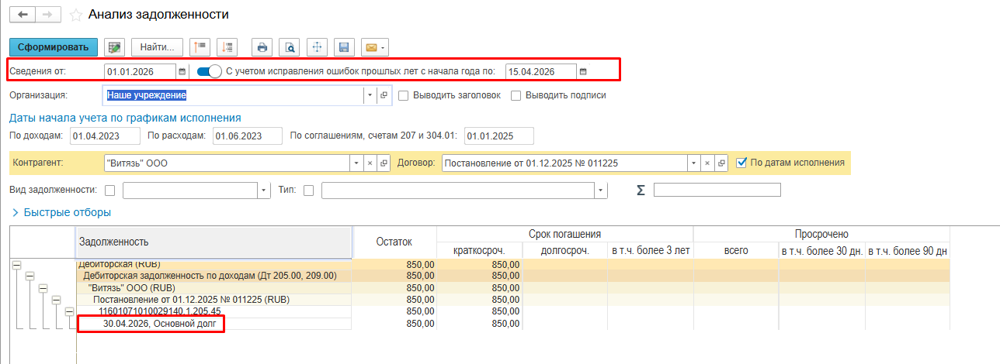 Анализ задолженности
Сформировать Найти...
Сведения от: 01.01.2026 С учетом исправления ошибок прошлых лет с начала года по: 15.04.2026
Организация: Наше учреждение Выводить заголовок Выводить подписи
Даты начала учета по графикам исполнения
По доходам: 01.04.2023 По расходам: 01.06.2023 По соглашениям, счетам 207 и 304.01: 01.01.2025
Контрагент: "Витязь" ООО Договор: Постановление от 01.12.2025 № 011225 По датам исполнения
Вид задолженности: Тип: Σ
Быстрые отборы
Задолженность Остаток Срок погашения Просрочено
краткосроч. долгосроч. в т.ч. более 3 лет всего в т.ч. более 30 дн. в т.ч. более 90 дн
Дебиторская (RUB) 850,00 850,00
Дебиторская задолженность по доходам (Дт 205.00, 209.00) 850,00 850,00
"Витязь" ООО (RUB) 850,00 850,00
Постановление от 01.12.2025 № 011225 (RUB) 850,00 850,00
11601071010029140.1.205.45 850,00 850,00
30.04.2026, Основной долг 850,00 850,00